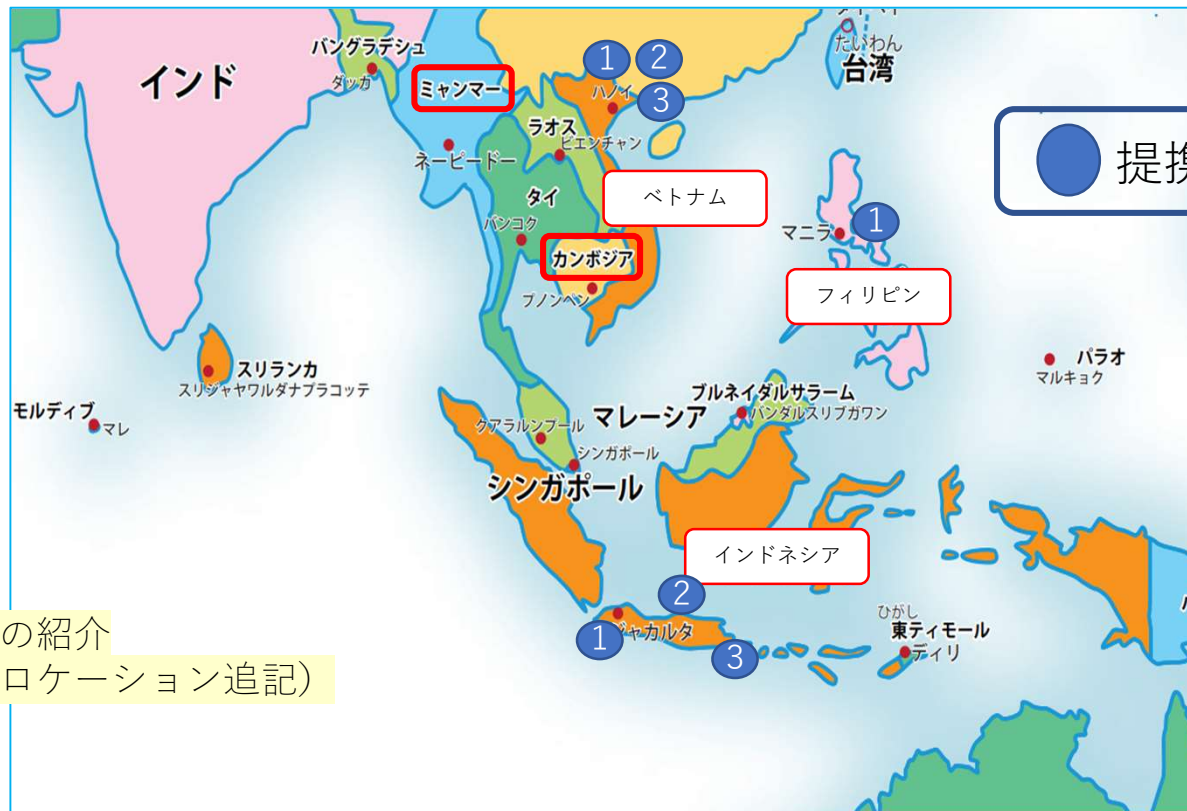 たいわん
台湾
バングラデシュ
ダッカ
インド
ミャンマー
ネーピードー
① ②
ハノイ
③
ラオス
ビエンチャン
提携
ベトナム
タイ
バンコク
カンボジア
プノンペン
マニラ
①
フィリピン
スリランカ
スリジャヤワルダナプラコッテ
モルディブ
マレ
パラオ
マルキョク
ブルネイダルサラーム
バンダルスリブガワン
マレーシア
クアラルンプール
シンガポール
シンガポール
インドネシア
②
①
ジャカルタ
③
ひがし
東ティモール
ディリ
の紹介
ロケーション追記)